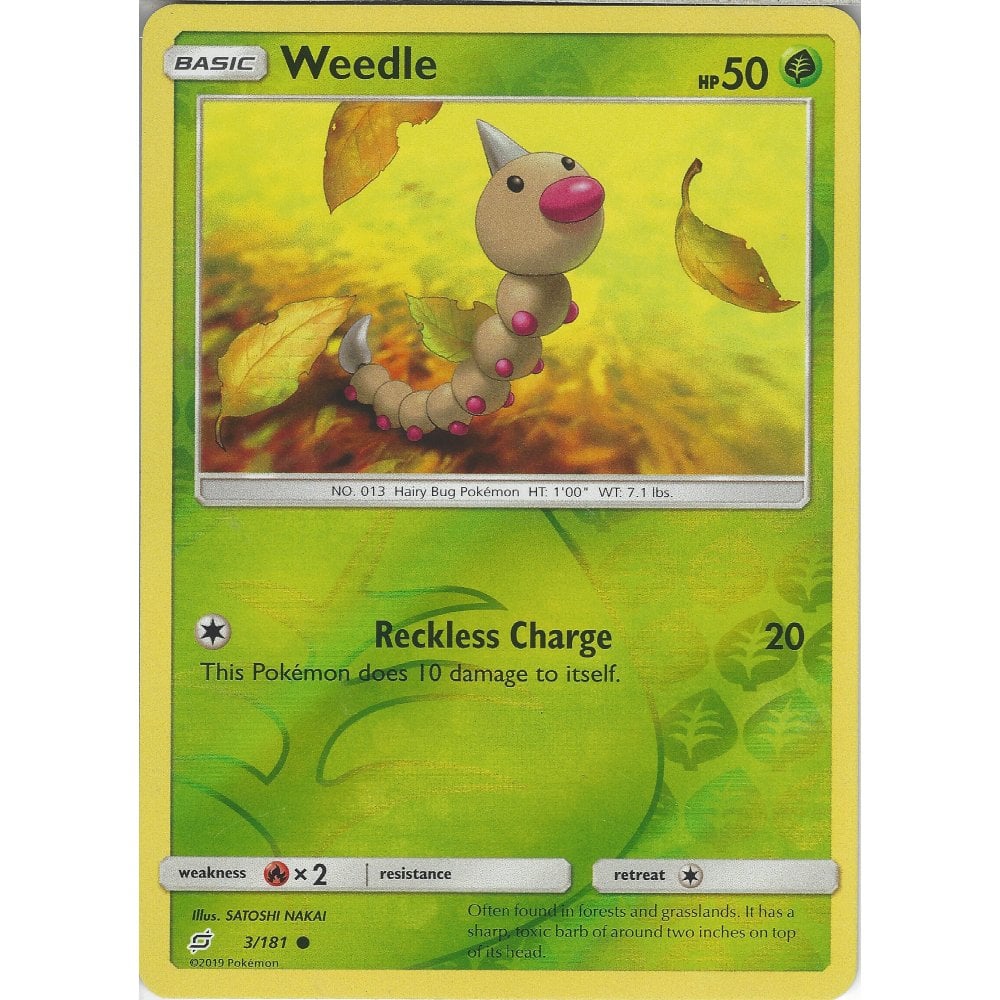 BASIC Weedle HP50
NO. 013 Hairy Bug Pokémon HT: 1'00" WT: 7.1 lbs.
Reckless Charge 20
This Pokémon does 10 damage to itself.
weakness ×2 resistance retreat
Illus. SATOSHI NAKAI
3/181
©2019 Pokémon
Often found in forests and grasslands. It has a
sharp, toxic barb of around two inches on top
of its head.